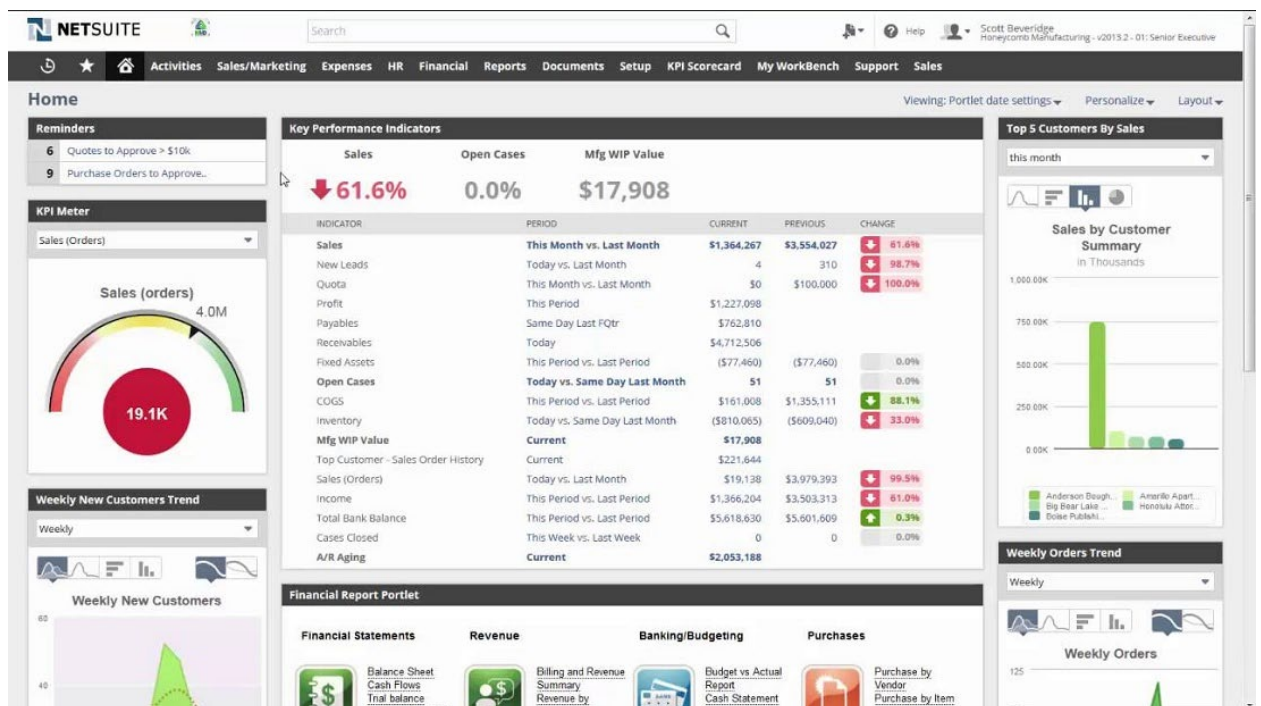 NETSUITE
Search
Help
Scott Beveridge
Honeycomb Manufacturing - v2013.2 - 01: Senior Executive
Activities Sales/Marketing Expenses HR Financial Reports Documents Setup KPI Scorecard My WorkBench Support Sales
Home
Viewing: Portlet date settings Personalize Layout
Reminders
6 Quotes to Approve > $10k
9 Purchase Orders to Approve..
KPI Meter
Sales (Orders)
Sales (orders)
4.0M
19.1K
Weekly New Customers Trend
Weekly
Weekly New Customers
60
40
Key Performance Indicators
Sales Open Cases Mfg WIP Value
61.6% 0.0% $17,908
INDICATOR PERIOD CURRENT PREVIOUS CHANGE
Sales This Month vs. Last Month $1,364,267 $3,554,027 61.6%
New Leads Today vs. Last Month 4 310 98.7%
Quota This Month vs. Last Month $0 $100,000 100.0%
Profit This Period $1,227,098
Payables Same Day Last FQtr $762,810
Receivables Today $4,712,506
Fixed Assets This Period vs. Last Period ($77,460) ($77,460) 0.0%
Open Cases Today vs. Same Day Last Month 51 51 0.0%
COGS This Period vs. Last Period $161,008 $1,355,111 88.1%
Inventory Today vs. Same Day Last Month ($810,065) ($609,040) 33.0%
Mfg WIP Value Current $17,908
Top Customer - Sales Order History Current $221,644
Sales (Orders) Today vs. Last Month $19,138 $3,979,393 99.5%
Income This Period vs. Last Period $1,366,204 $3,503,313 61.0%
Total Bank Balance This Period vs. Last Period $5,618,630 $5,601,609 0.3%
Cases Closed This Week vs. Last Week 0 0 0.0%
A/R Aging Current $2,053,188
Financial Report Portlet
Financial Statements Revenue Banking/Budgeting Purchases
Balance Sheet
Cash Flows
Trial balance
Billing and Revenue
Summary
Revenue by
Budget vs Actual
Report
Cash Statement
Purchase by
Vendor
Purchase by Item
Top 5 Customers By Sales
this month
Sales by Customer
Summary
in Thousands
1,000.00K
750.00K
500.00K
250.00K
0.00K
Anderson Bough... Amarillo Apart...
Big Bear Lake ... Honolulu Attor...
Boise Publishi...
Weekly Orders Trend
Weekly
Weekly Orders
125